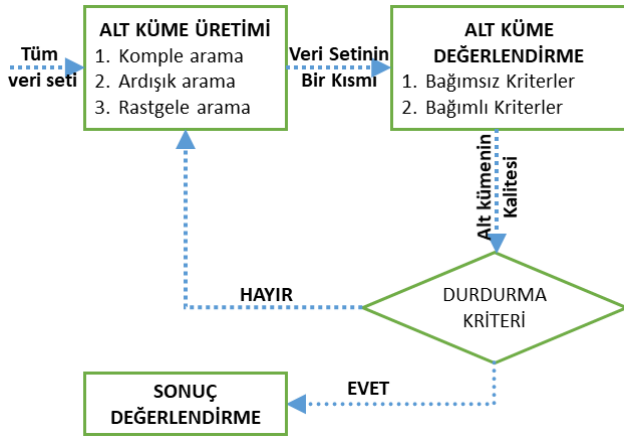 Tüm
veri seti
ALT KÜME ÜRETİMİ
1. Komple arama
2. Ardışık arama
3. Rastgele arama
Veri Setinin
Bir Kısmı
ALT KÜME
DEĞERLENDİRME
1. Bağımsız Kriterler
2. Bağımlı Kriterler
Alt kümenin
Kalitesi
DURDURMA
KRİTERİ
HAYIR
EVET
SONUÇ
DEĞERLENDİRME